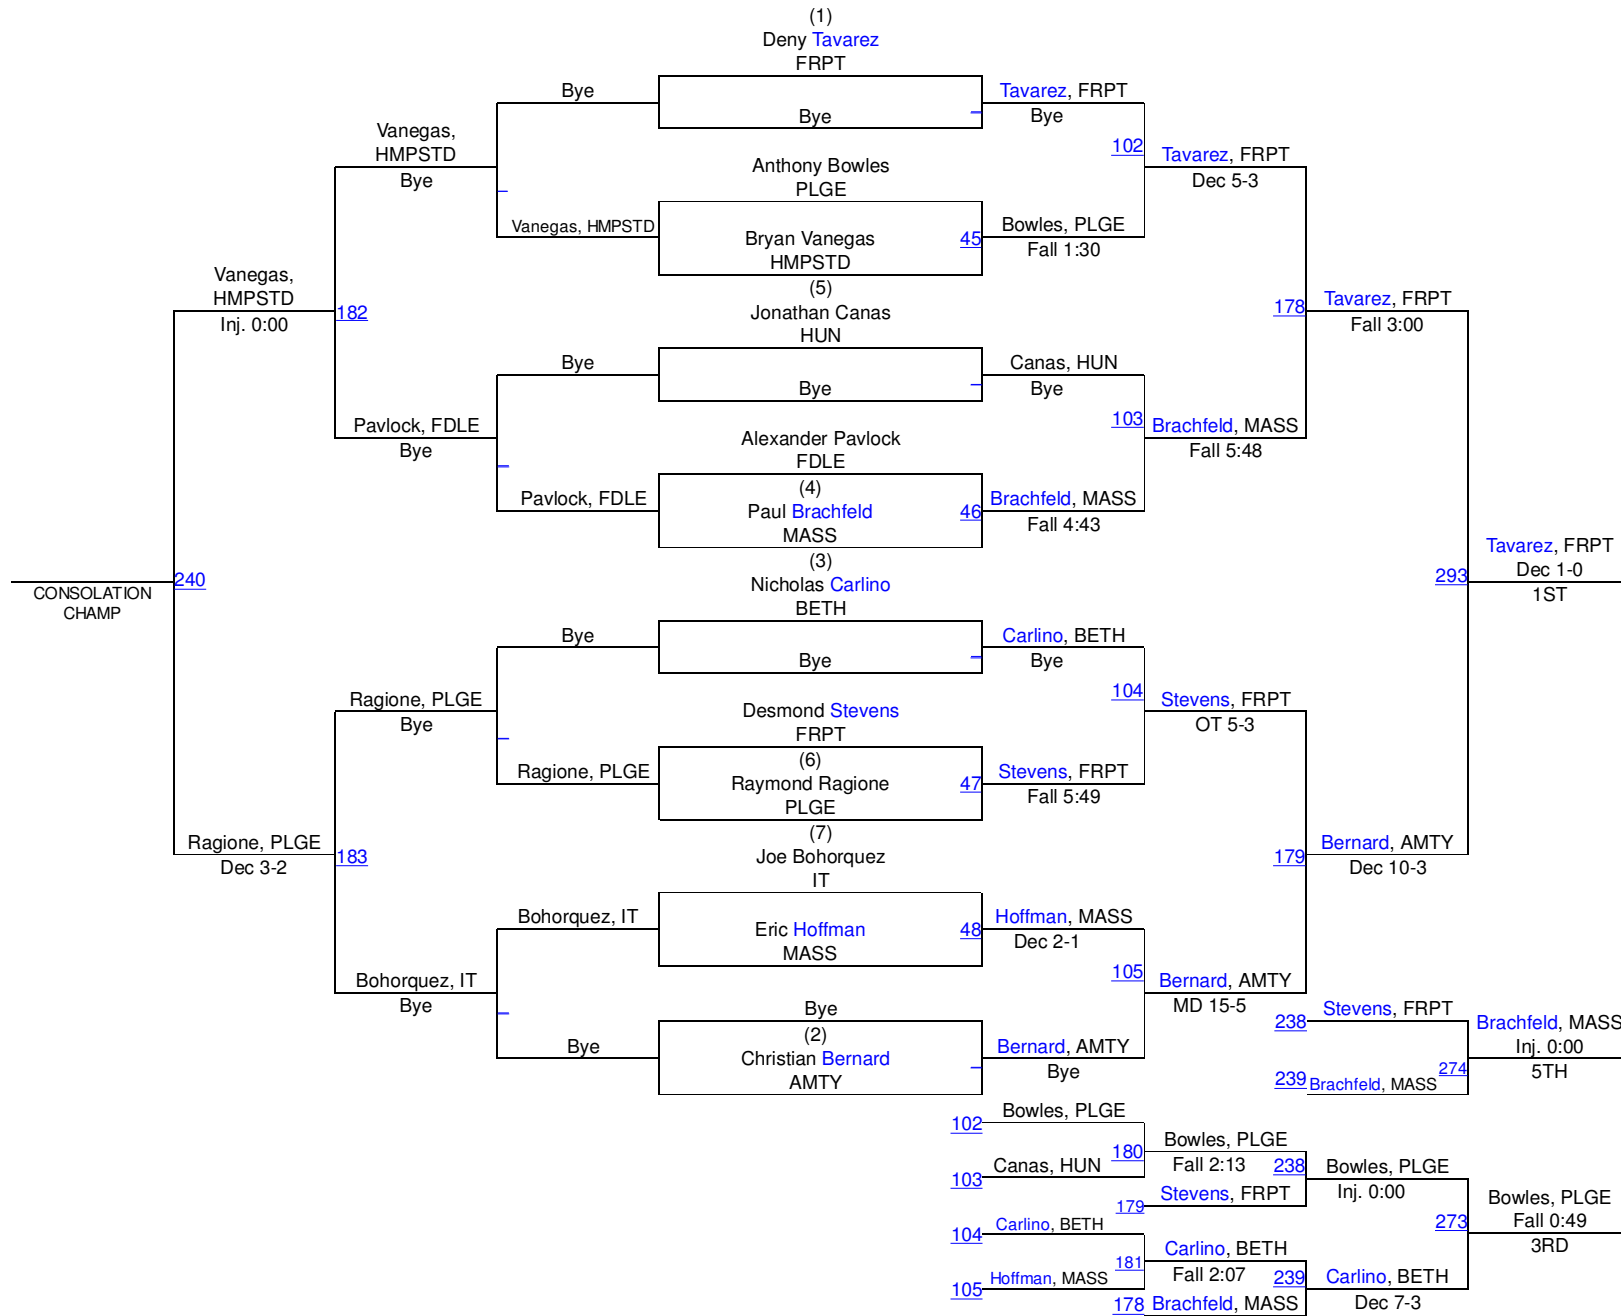 (1)
Deny Tavarez
FRPT
Bye
Bye
Tavarez, FRPT
Bye
Vanegas,
HMPSTD
Bye
102
Tavarez, FRPT
Dec 5-3
Anthony Bowles
PLGE
Vanegas, HMPSTD
Bryan Vanegas
HMPSTD
45
Bowles, PLGE
Fall 1:30
Vanegas,
HMPSTD
Inj. 0:00
182
(5)
Jonathan Canas
HUN
178
Tavarez, FRPT
Fall 3:00
Bye
Bye
Canas, HUN
Bye
Pavlock, FDLE
Bye
103
Brachfeld, MASS
Fall 5:48
Alexander Pavlock
FDLE
Pavlock, FDLE
(4)
Paul Brachfeld
MASS
46
Brachfeld, MASS
Fall 4:43
CONSOLATION
CHAMP
240
(3)
Nicholas Carlino
BETH
293
Tavarez, FRPT
Dec 1-0
1ST
Bye
Bye
Carlino, BETH
Bye
Ragione, PLGE
Bye
104
Stevens, FRPT
OT 5-3
Desmond Stevens
FRPT
Ragione, PLGE
(6)
Raymond Ragione
PLGE
47
Stevens, FRPT
Fall 5:49
Ragione, PLGE
Dec 3-2
183
(7)
Joe Bohorquez
IT
179
Bernard, AMTY
Dec 10-3
Bohorquez, IT
Eric Hoffman
MASS
48
Hoffman, MASS
Dec 2-1
Bohorquez, IT
Bye
105
Bernard, AMTY
MD 15-5
Bye
Bye
(2)
Christian Bernard
AMTY
Bernard, AMTY
Bye
238
Stevens, FRPT
239
Brachfeld, MASS
274
Brachfeld, MASS
Inj. 0:00
5TH
102
Bowles, PLGE
103
Canas, HUN
180
Bowles, PLGE
Fall 2:13
179
Stevens, FRPT
238
Bowles, PLGE
Inj. 0:00
104
Carlino, BETH
105
Hoffman, MASS
181
Carlino, BETH
Fall 2:07
178
Brachfeld, MASS
239
Carlino, BETH
Dec 7-3
273
Bowles, PLGE
Fall 0:49
3RD